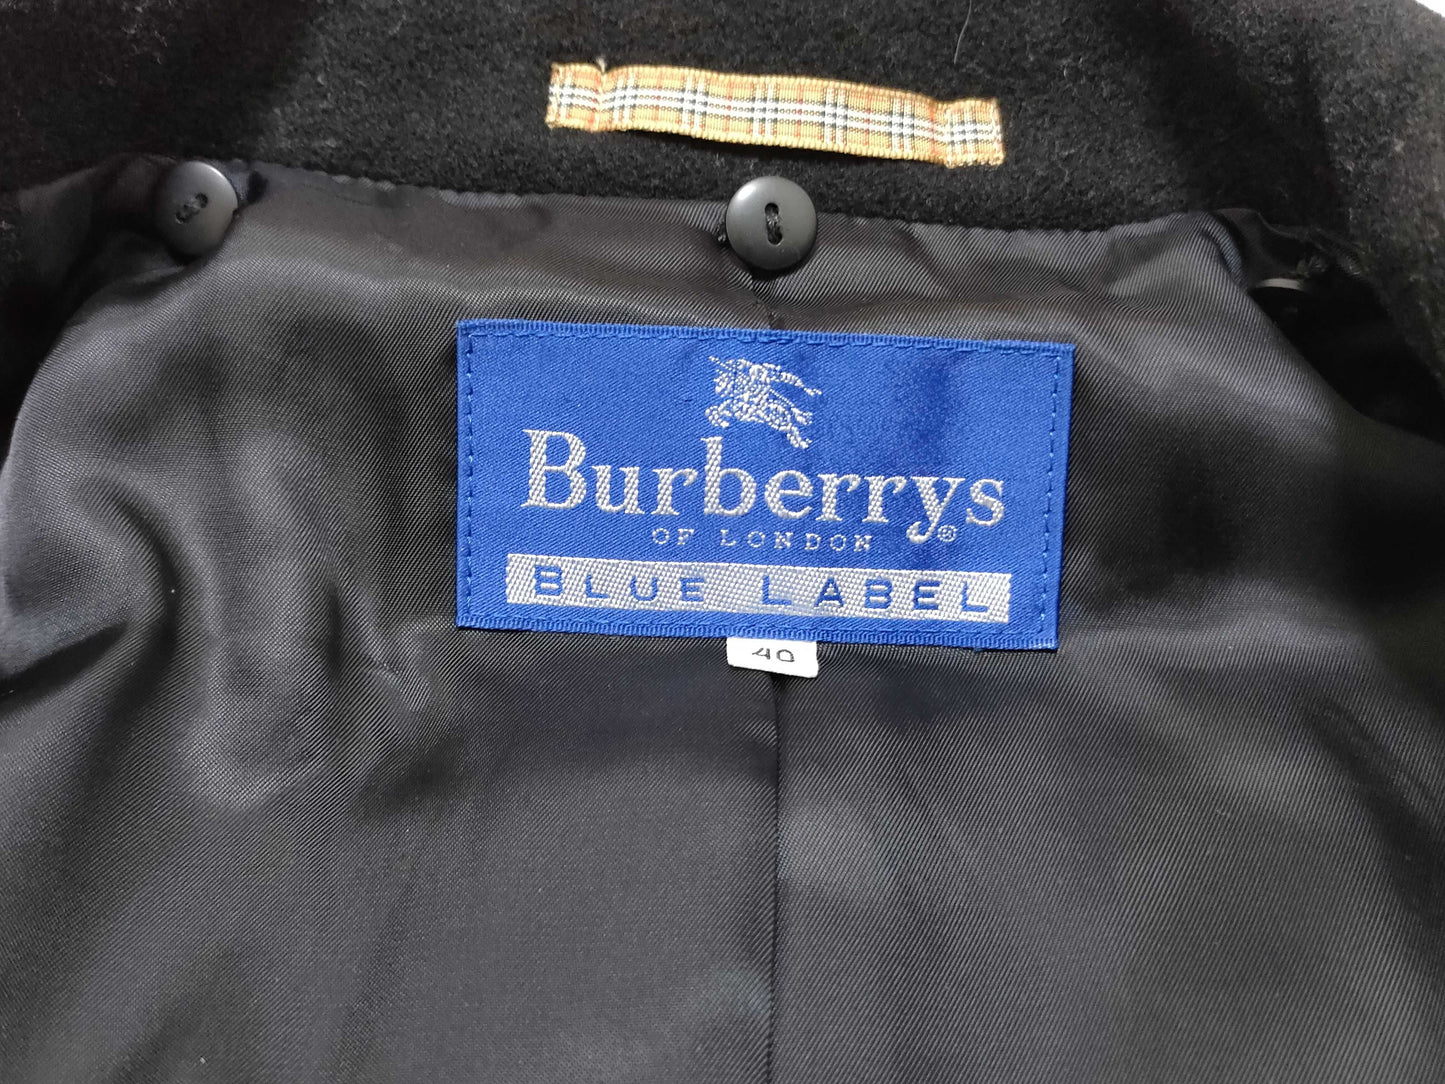 Burberrys®
OF LONDON
BLUE LABEL
40